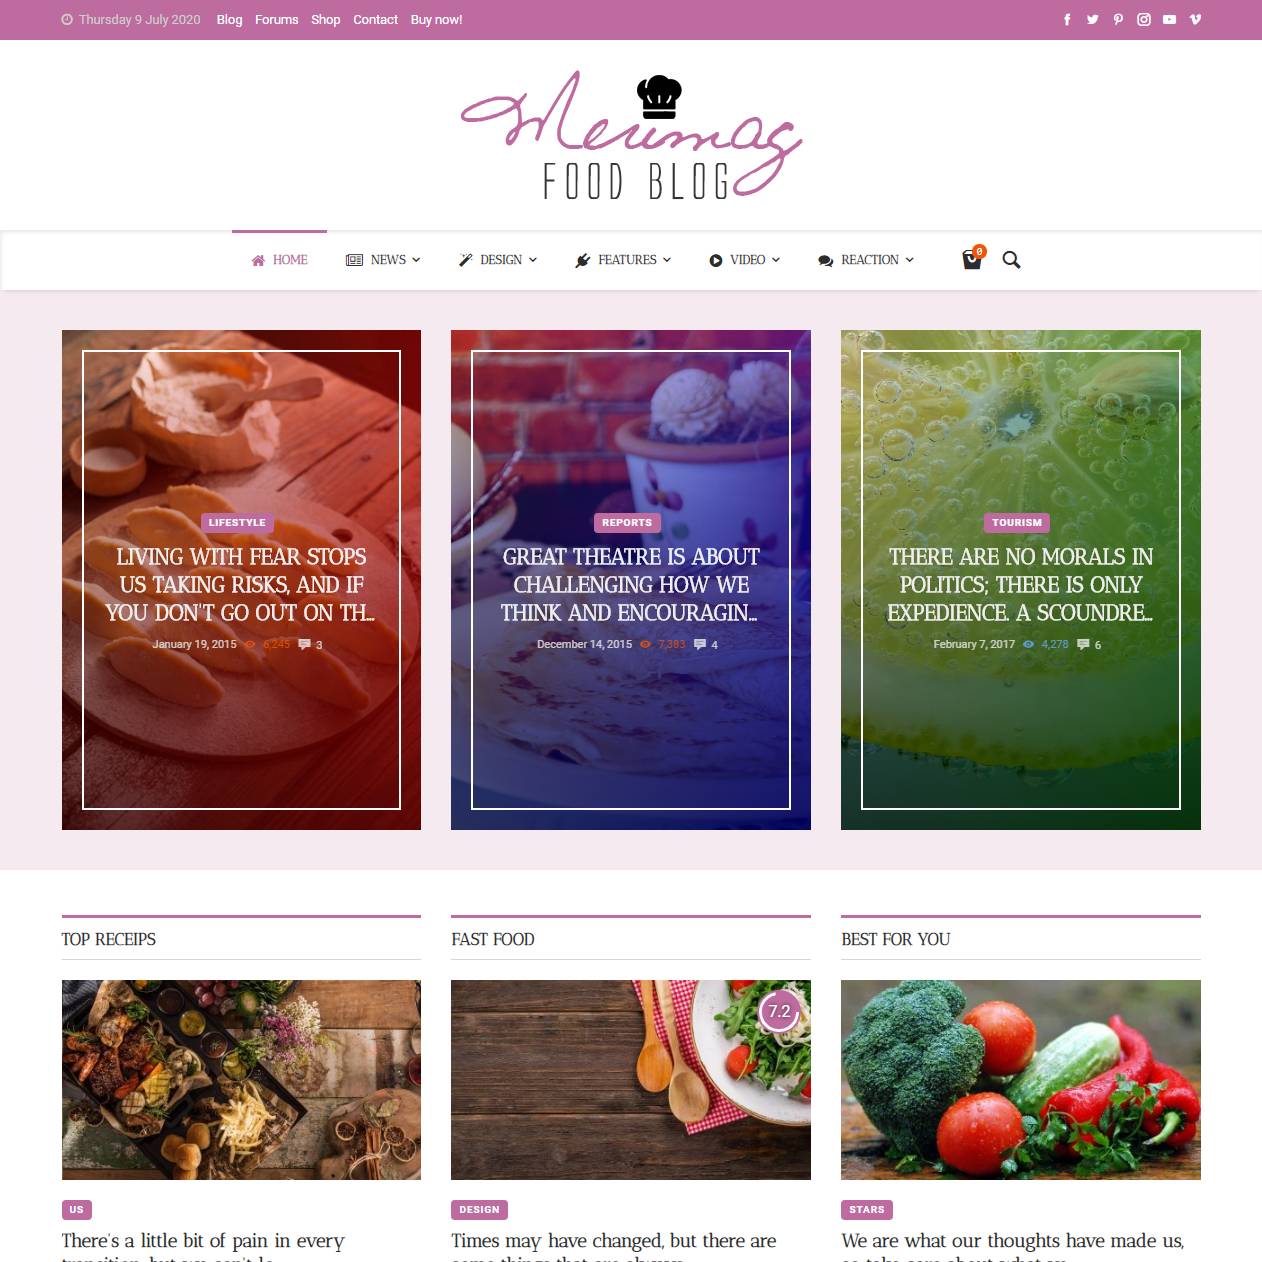 Thursday 9 July 2020 Blog Forums Shop Contact Buy now!
Meumag
FOOD BLOG
HOME NEWS DESIGN FEATURES VIDEO REACTION 0
LIFESTYLE
LIVING WITH FEAR STOPS
US TAKING RISKS, AND IF
YOU DON'T GO OUT ON TH...
January 19, 2015 6,245 3
REPORTS
GREAT THEATRE IS ABOUT
CHALLENGING HOW WE
THINK AND ENCOURAGIN...
December 14, 2015 7,383 4
TOURISM
THERE ARE NO MORALS IN
POLITICS; THERE IS ONLY
EXPEDIENCE. A SCOUNDRE...
February 7, 2017 4,278 6
TOP RECEIPS
US
There's a little bit of pain in every
FAST FOOD
7.2
DESIGN
Times may have changed, but there are
BEST FOR YOU
STARS
We are what our thoughts have made us,